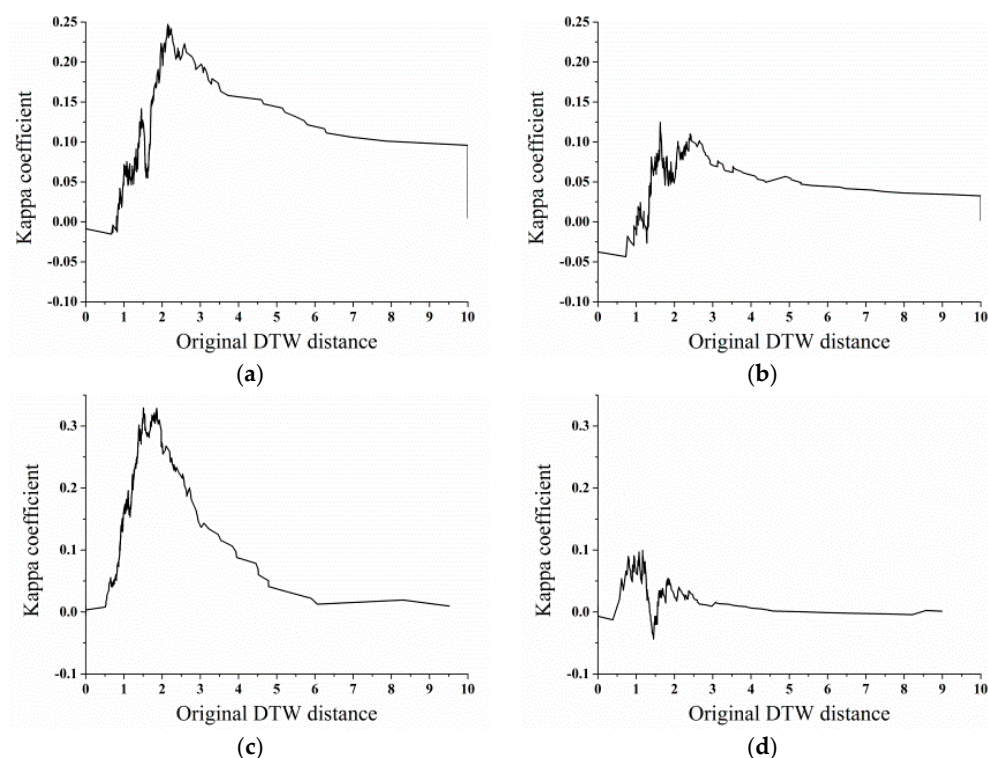 0.25
0.20
0.15
0.10
0.05
0.00
-0.05
-0.10
Kappa coefficient
0 1 2 3 4 5 6 7 8 9 10
Original DTW distance
(a)
0.25
0.20
0.15
0.10
0.05
0.00
-0.05
-0.10
Kappa coefficient
0 1 2 3 4 5 6 7 8 9 10
Original DTW distance
(b)
0.3
0.2
0.1
0.0
-0.1
Kappa coefficient
0 1 2 3 4 5 6 7 8 9 10
Original DTW distance
(c)
0.3
0.2
0.1
0.0
-0.1
Kappa coefficient
0 1 2 3 4 5 6 7 8 9 10
Original DTW distance
(d)